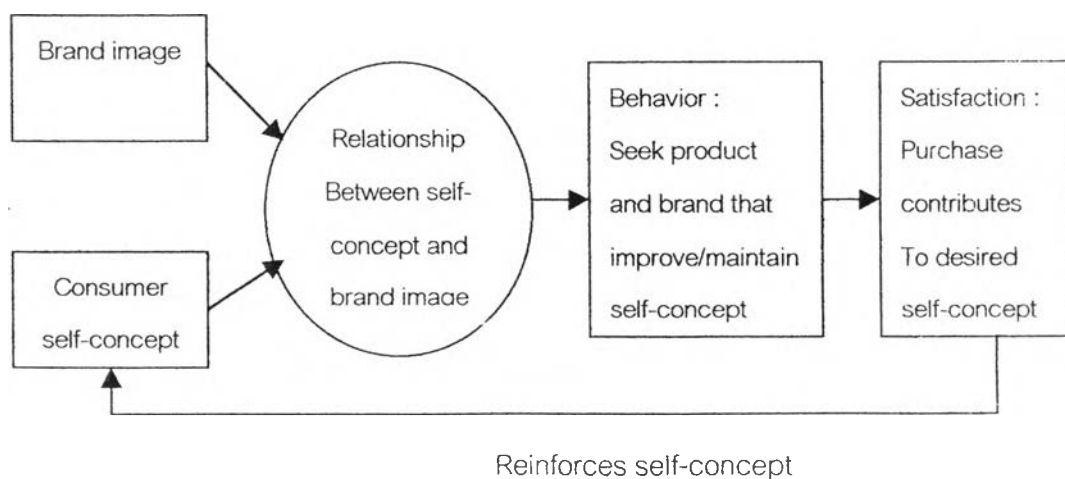 Brand image
Consumer
self-concept
Relationship
Between self-
concept and
brand image
Behavior :
Seek product
and brand that
improve/maintain
self-concept
Satisfaction :
Purchase
contributes
To desired
self-concept
Reinforces self-concept